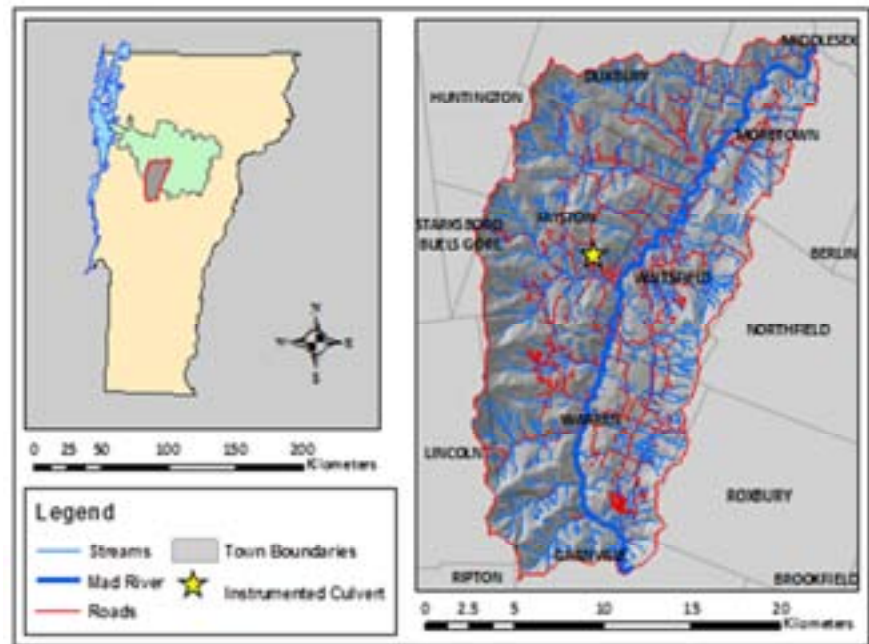 N
S
0 25 50 100 150 200
Kilometers
Legend
Streams
Mad River
Roads
Town Boundaries
Instrumented Culvert
MIDDLESEX
DUXBURY
HUNTINGTON
MORETOWN
FAYSTON
STARKSBORO
BUELS GORE
BERLIN
WAITSFIELD
NORTHFIELD
WARREN
LINCOLN
ROXBURY
GRANVILLE
RIPTON
BROOKFIELD
0 2.5 5 10 15 20
Kilometers